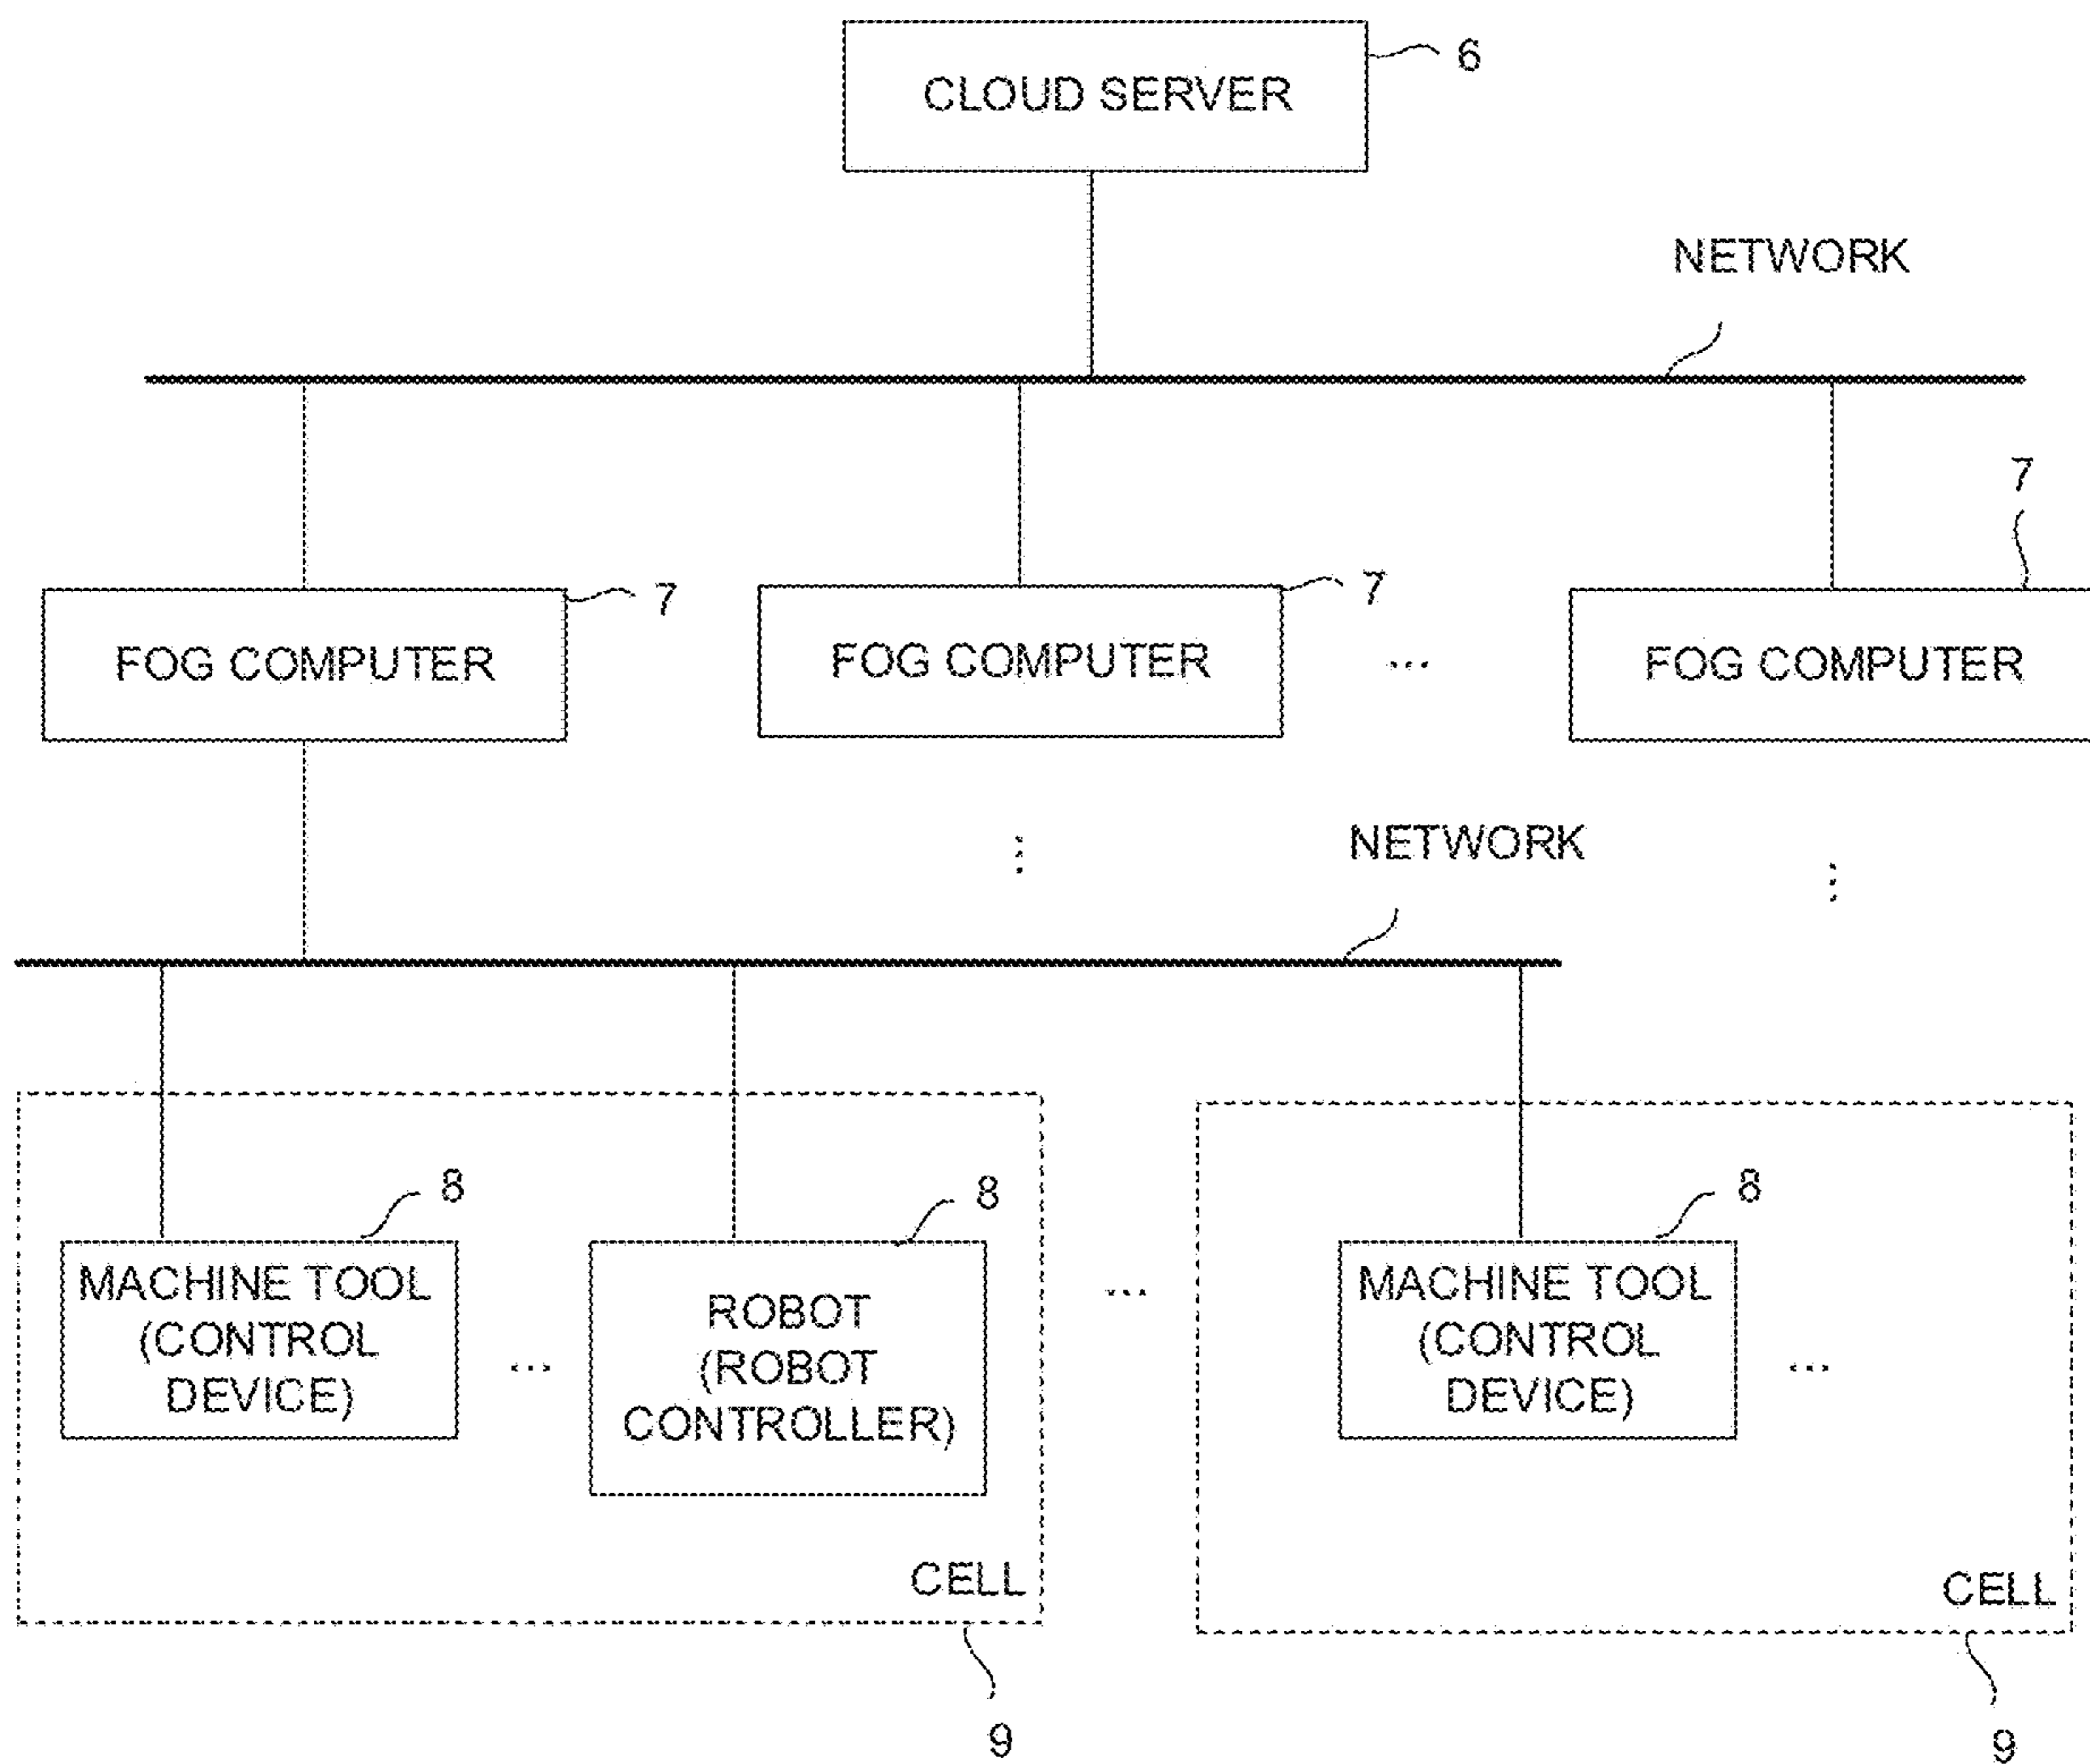 CLOUD SERVER
6
NETWORK
7
FOG COMPUTER
7
FOG COMPUTER
7
...
FOG COMPUTER
NETWORK
8
MACHINE TOOL
(CONTROL
DEVICE)
...
8
ROBOT
(ROBOT
CONTROLLER)
CELL
9
...
8
MACHINE TOOL
(CONTROL
DEVICE)
...
CELL
9